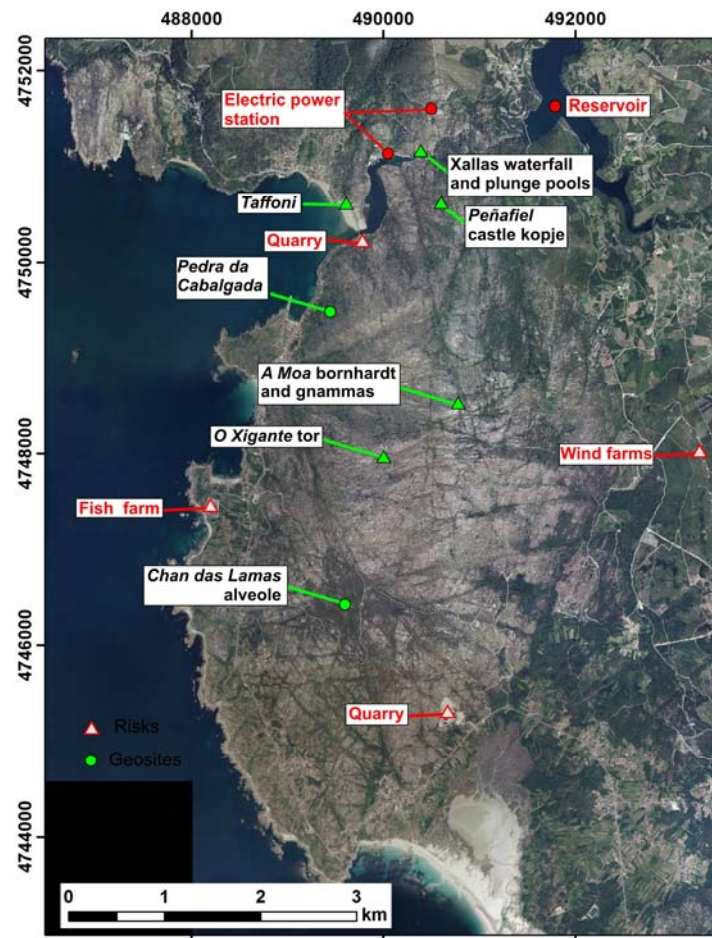 488000
490000
492000
4752000
Electric power
station
Reservoir
Xallas waterfall
and plunge pools
Taffoni
Peñafiel
castle kopje
Quarry
4750000
Pedra da
Cabalgada
A Moa bornhardt
and gnammas
O Xigante tor
4748000
Wind farms
Fish farm
Chan das Lamas
alveole
4746000
Quarry
Risks
Geosites
4744000
0 1 2 3
km